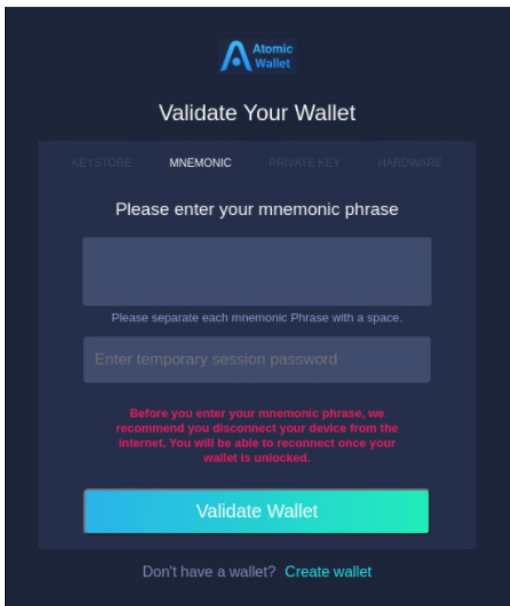 Atomic
Wallet
Validate Your Wallet
KEYSTORE MNEMONIC PRIVATE KEY HARDWARE
Please enter your mnemonic phrase
Please separate each mnemonic Phrase with a space.
Enter temporary session password
Before you enter your mnemonic phrase, we
recommend you disconnect your device from the
internet. You will be able to reconnect once your
wallet is unlocked.
Validate Wallet
Don't have a wallet? Create wallet